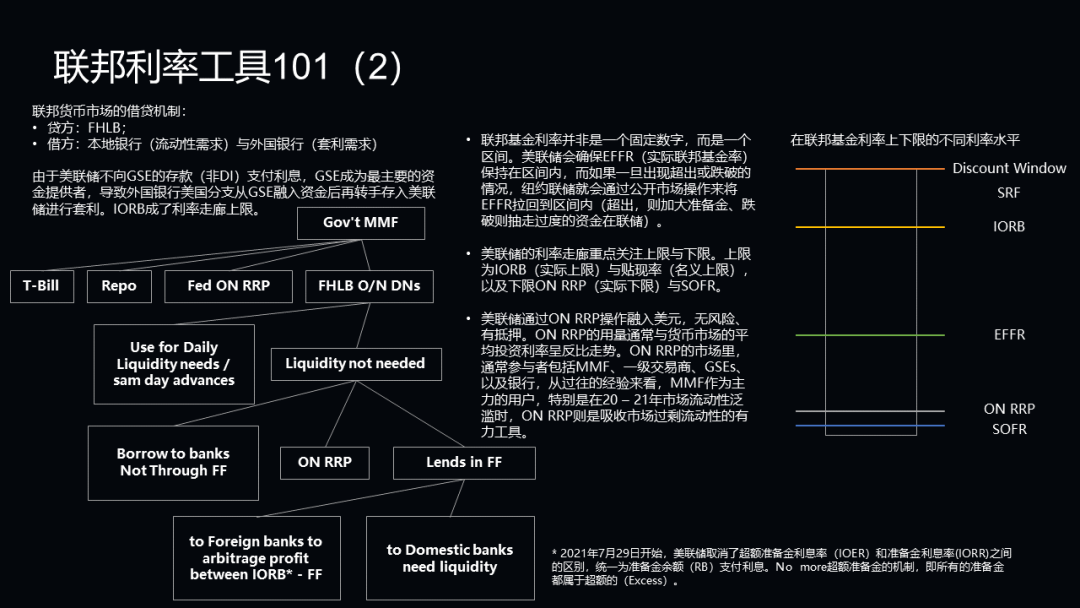 联邦利率工具101（2）
联邦货币市场的借贷机制：
• 贷方：FHLB；
• 借方：本地银行（流动性需求）与外国银行（套利需求）
由于美联储不向GSE的存款（非DI）支付利息，GSE成为最主要的资
金提供者，导致外国银行美国分支从GSE融入资金后再转手存入美联
储进行套利。IORB成了利率走廊上限。
Gov't MMF
T-Bill
Repo
Fed ON RRP
FHLB O/N DNs
Use for Daily
Liquidity needs /
sam day advances
Liquidity not needed
Borrow to banks
Not Through FF
ON RRP
Lends in FF
to Foreign banks to
arbitrage profit
between IORB* - FF
to Domestic banks
need liquidity
• 联邦基金利率并非是一个固定数字，而是一个
区间。美联储会确保EFFR（实际联邦基金率）
保持在区间内，而如果一旦出现超出或跌破的
情况，纽约联储就会通过公开市场操作来将
EFFR拉回到区间内（超出，则加大准备金、跌
破则抽走过度的资金在联储）。
• 美联储的利率走廊重点关注上限与下限。上限
为IORB（实际上限）与贴现率（名义上限），
以及下限ON RRP（实际下限）与SOFR。
• 美联储通过ON RRP操作融入美元，无风险、
有抵押。ON RRP的用量通常与货币市场的平
均投资利率呈反比走势。ON RRP的市场里，
通常参与者包括MMF、一级交易商、GSEs、
以及银行，从过往的经验来看，MMF作为主
力的用户，特别是在20 – 21年市场流动性泛
滥时，ON RRP则是吸收市场过剩流动性的有
力工具。
在联邦基金利率上下限的不同利率水平
Discount Window
SRF
IORB
EFFR
ON RRP
SOFR
* 2021年7月29日开始，美联储取消了超额准备金利息率（IOER）和准备金利息率(IORR)之间
的区别，统一为准备金余额（RB）支付利息。No more超额准备金的机制，即所有的准备金
都属于超额的（Excess）。